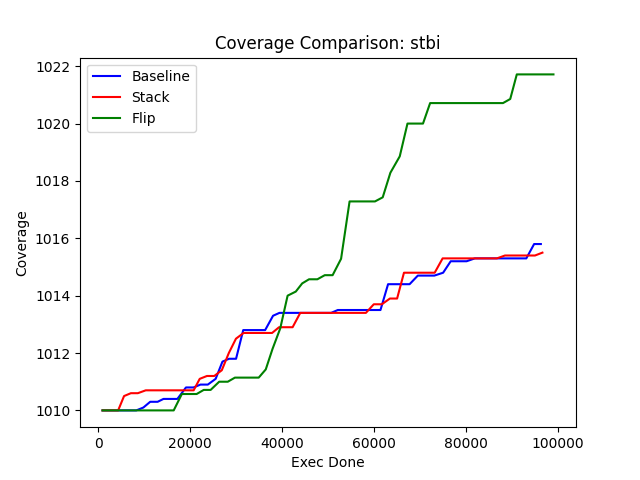 Coverage Comparison: stbi
Baseline
Stack
Flip
Coverage
1022
1020
1018
1016
1014
1012
1010
0 20000 40000 60000 80000 100000
Exec Done